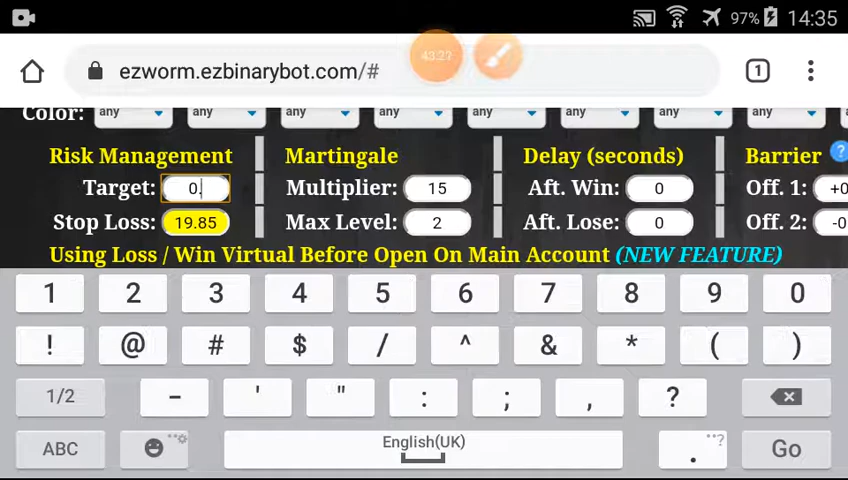 97% 14:35
ezworm.ezbinarybot.com/# 43:22 1
Color: any any any any any any any any
Risk Management Martingale Delay (seconds) Barrier ?
Target: 0. Multiplier: 15 Aft. Win: 0 Off. 1: +0
Stop Loss: 19.85 Max Level: 2 Aft. Lose: 0 Off. 2: -0
Using Loss / Win Virtual Before Open On Main Account (NEW FEATURE)
1 2 3 4 5 6 7 8 9 0
! @ # $ / ^ & * ( )
1/2 - ' " : ; , ?
ABC English(UK) . ..? Go